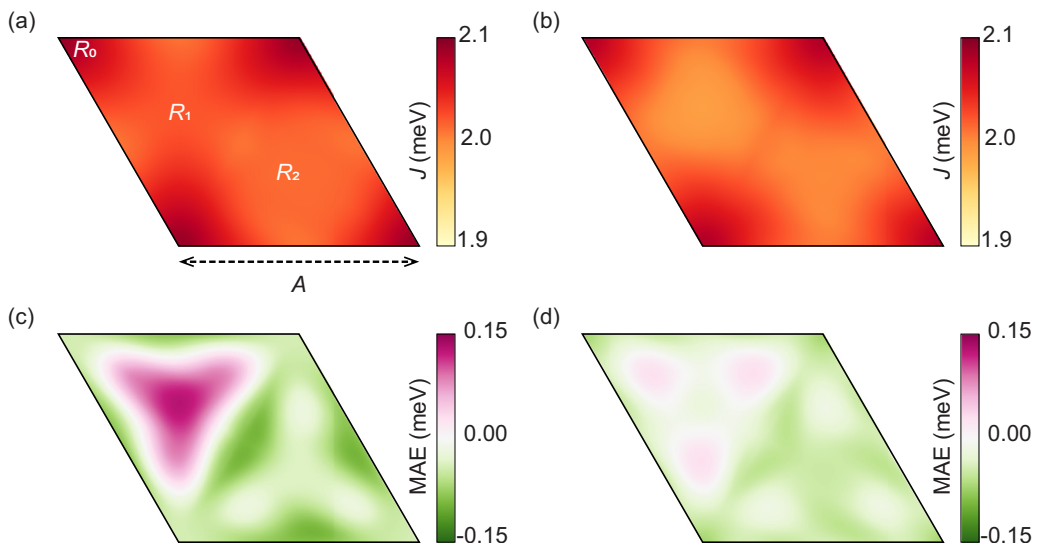 (a)
R₀
R₁
R₂
A
2.1
2.0
1.9
J (meV)
(b)
2.1
2.0
1.9
J (meV)
(c)
0.15
0.00
-0.15
MAE (meV)
(d)
0.15
0.00
-0.15
MAE (meV)